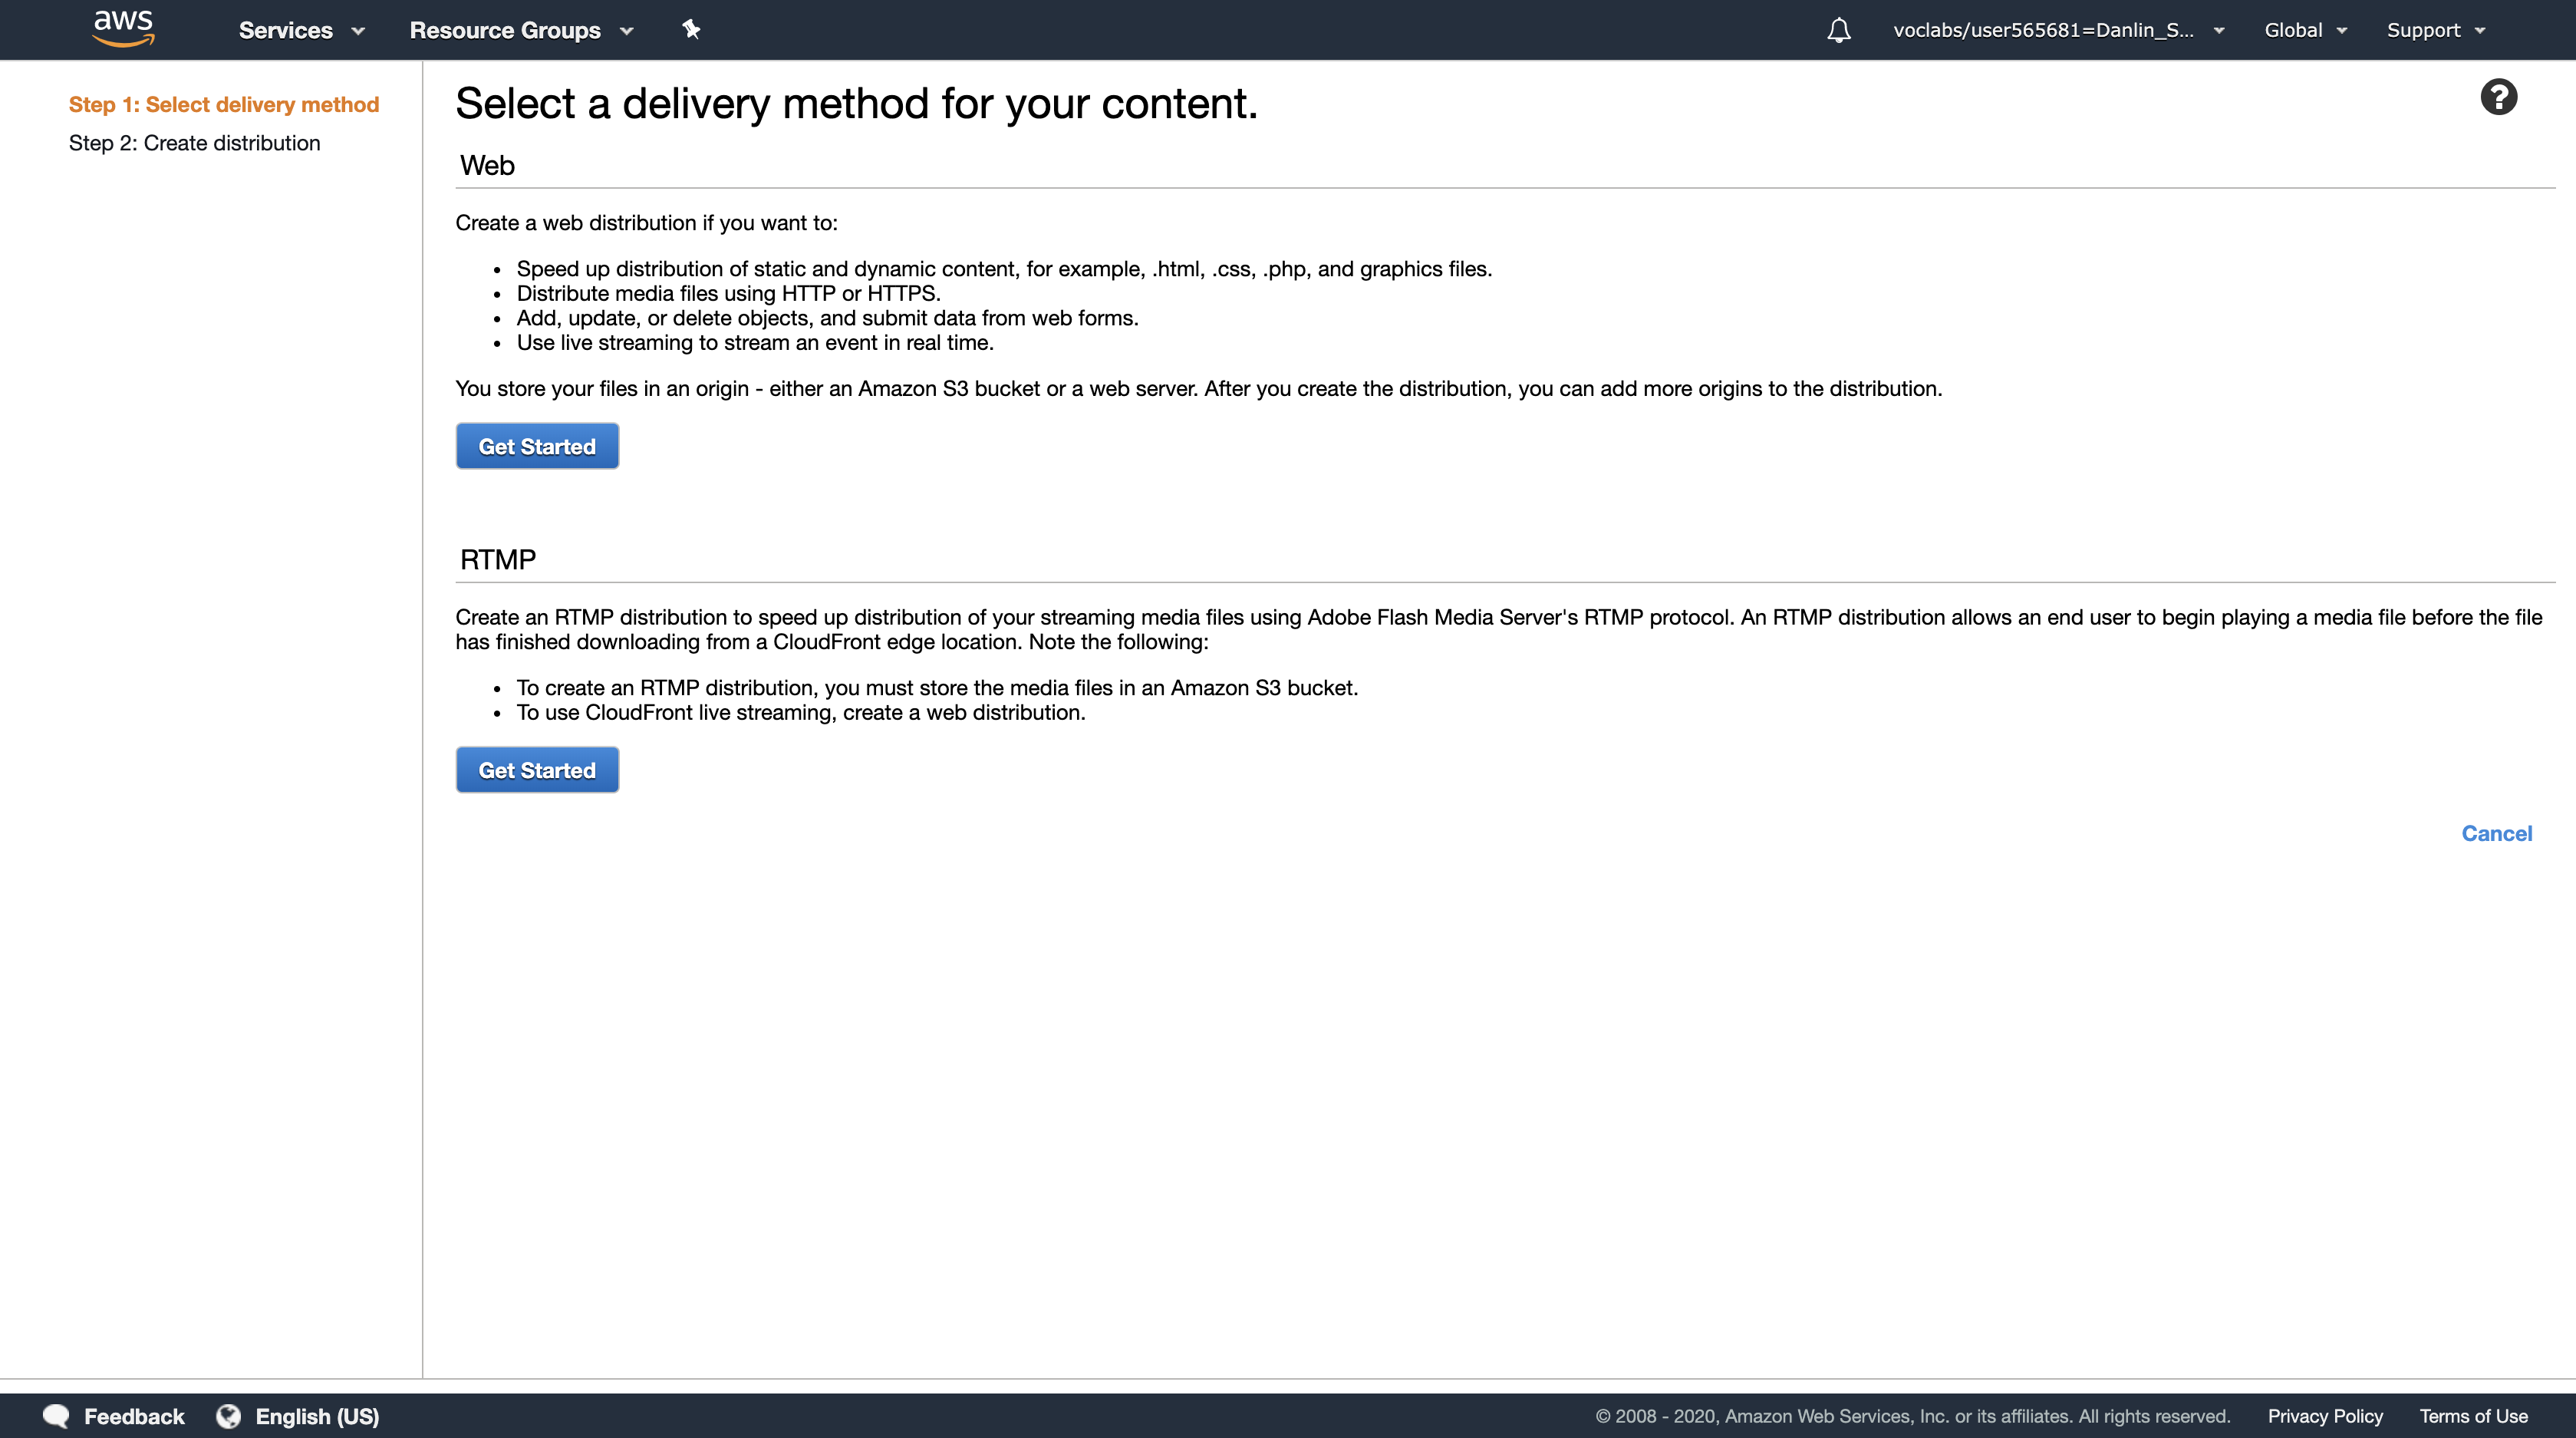 aws
Services
Resource Groups
voclabs/user565681=Danlin_S...
Global
Support
Step 1: Select delivery method
Step 2: Create distribution
Select a delivery method for your content.
Web
Create a web distribution if you want to:
• Speed up distribution of static and dynamic content, for example, .html, .css, .php, and graphics files.
• Distribute media files using HTTP or HTTPS.
• Add, update, or delete objects, and submit data from web forms.
• Use live streaming to stream an event in real time.
You store your files in an origin - either an Amazon S3 bucket or a web server. After you create the distribution, you can add more origins to the distribution.
Get Started
RTMP
Create an RTMP distribution to speed up distribution of your streaming media files using Adobe Flash Media Server's RTMP protocol. An RTMP distribution allows an end user to begin playing a media file before the file
has finished downloading from a CloudFront edge location. Note the following:
• To create an RTMP distribution, you must store the media files in an Amazon S3 bucket.
• To use CloudFront live streaming, create a web distribution.
Get Started
Cancel
Feedback
English (US)
© 2008 - 2020, Amazon Web Services, Inc. or its affiliates. All rights reserved.
Privacy Policy
Terms of Use